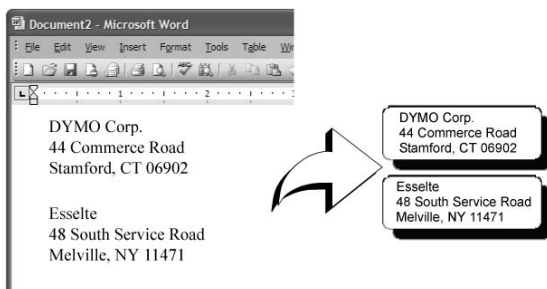 Document2 - Microsoft Word
File Edit View Insert Format Tools Table
1 2
DYMO Corp.
44 Commerce Road
Stamford, CT 06902
Esselte
48 South Service Road
Melville, NY 11471
DYMO Corp.
44 Commerce Road
Stamford, CT 06902
Esselte
48 South Service Road
Melville, NY 11471